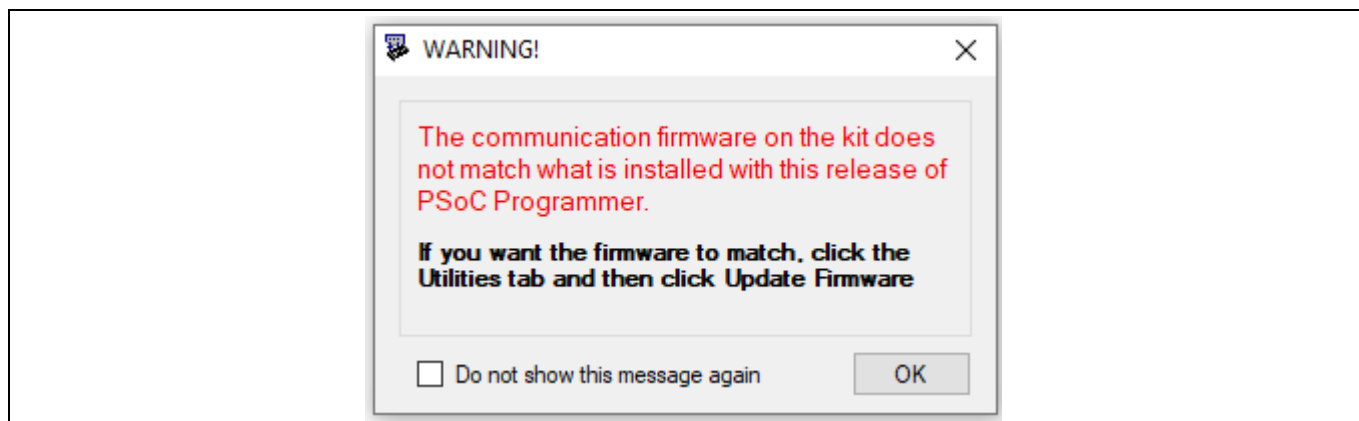 WARNING!
The communication firmware on the kit does
not match what is installed with this release of
PSoC Programmer.
If you want the firmware to match, click the
Utilities tab and then click Update Firmware
Do not show this message again
OK